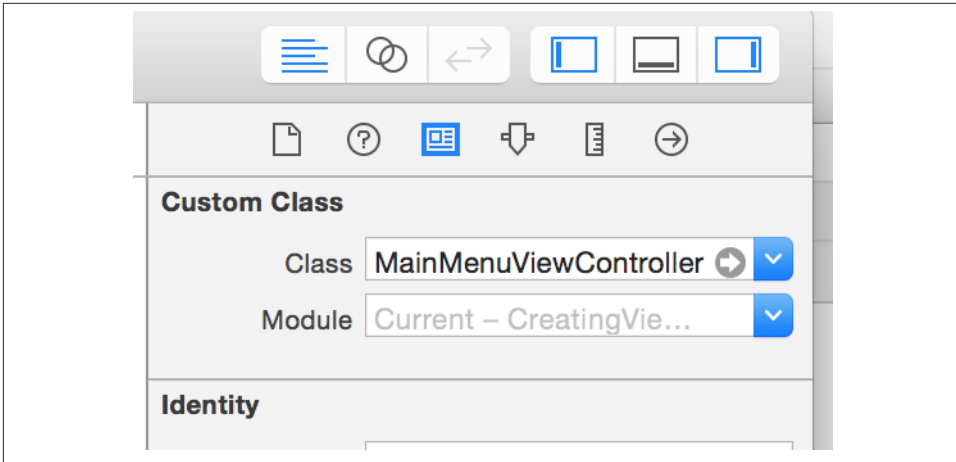 Custom Class
Class MainMenuViewController
Module Current – CreatingVie...
Identity